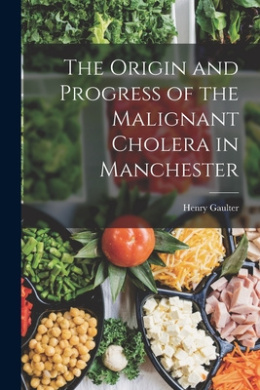 The Origin and
Progress of the
Malignant
Cholera in
Manchester
Henry Gaulter